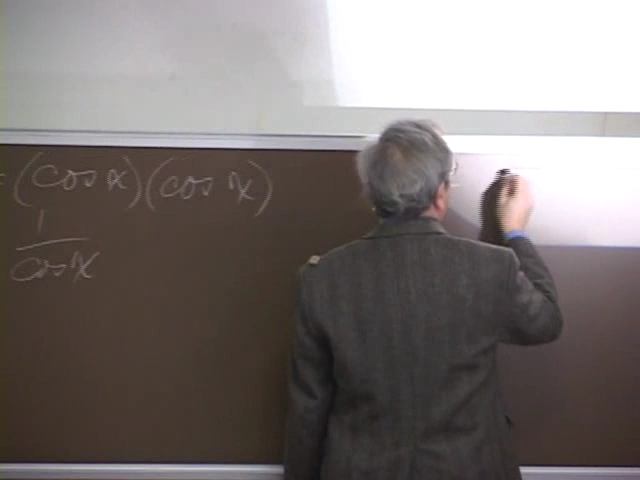 =(cos x)(cos x)
1
cos x